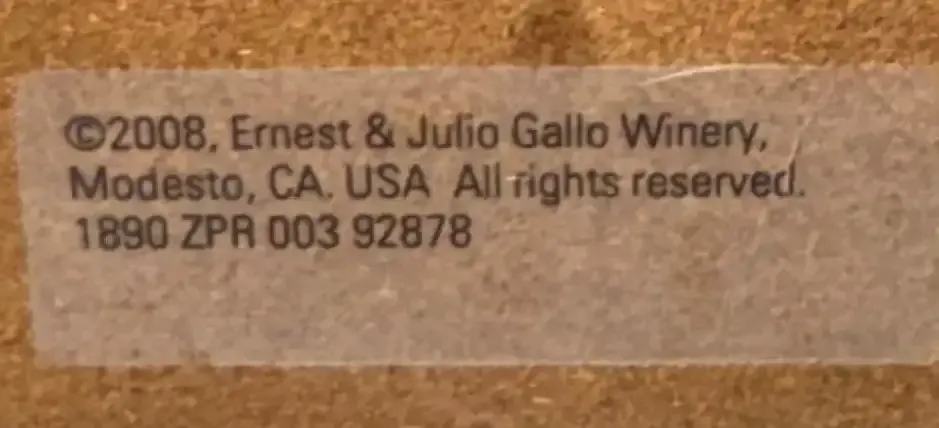 ©2008, Ernest & Julio Gallo Winery,
Modesto, CA. USA All rights reserved.
1890 ZPR 003 92878